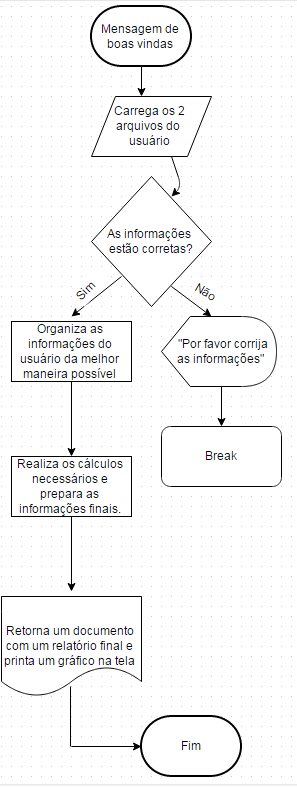 Mensagem de
boas vindas
Carrega os 2
arquivos do
usuário
As informações
estão corretas?
Sim
Não
Organiza as
informações do
usuário da melhor
maneira possível
"Por favor corrija
as informações"
Break
Realiza os cálculos
necessários e
prepara as
informações finais.
Retorna um documento
com um relatório final e
printa um gráfico na tela
Fim